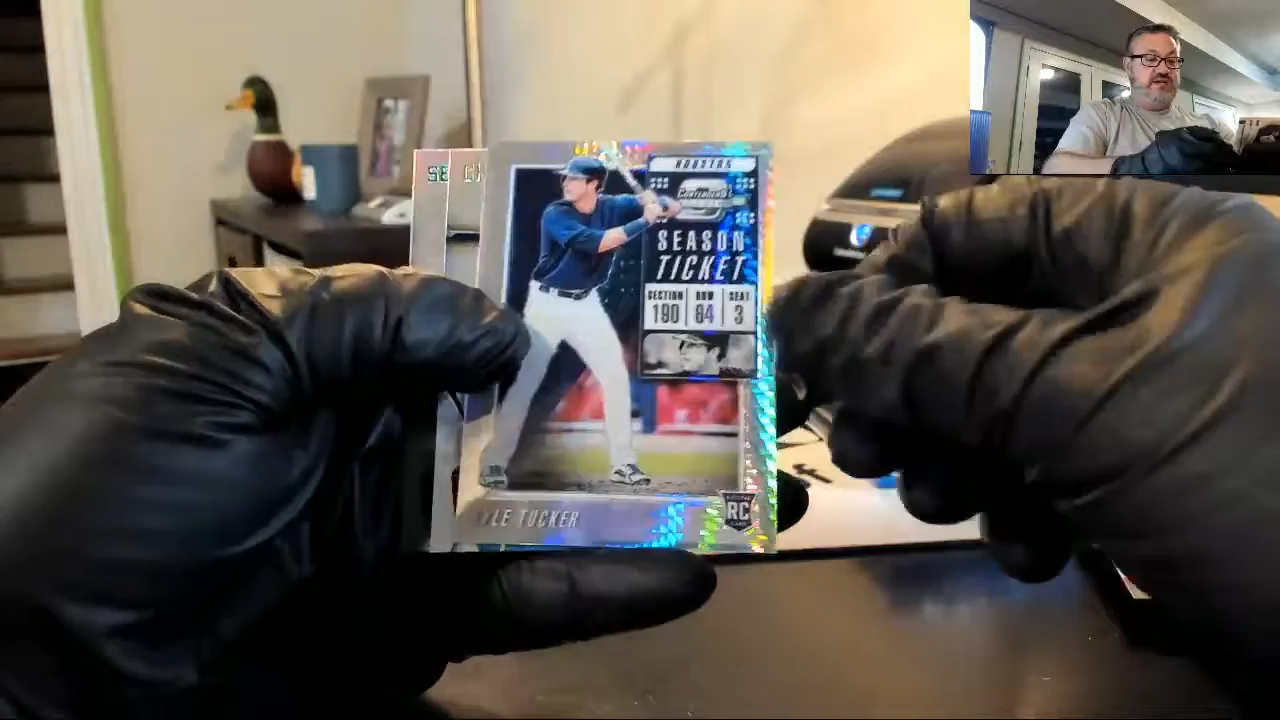 SE
HOUSTON
CONTENDERS
SEASON
TICKET
SECTION ROW SEAT
190 64 3
LE TUCKER
RC